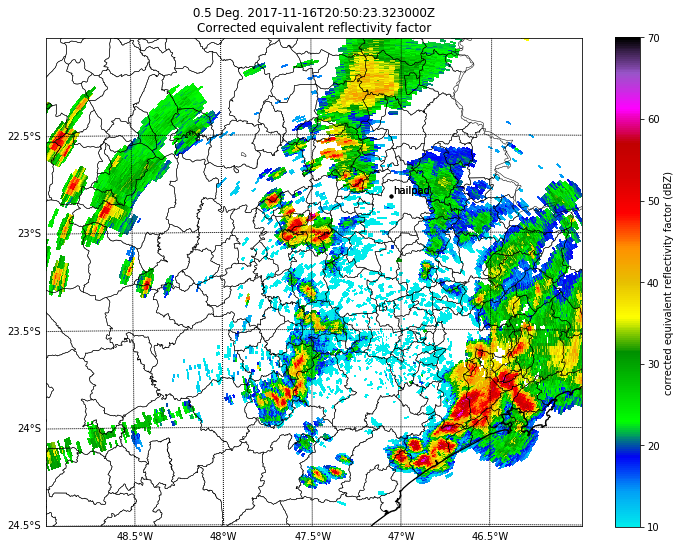 0.5 Deg. 2017-11-16T20:50:23.323000Z
Corrected equivalent reflectivity factor
22.5°S
23°S
23.5°S
24°S
24.5°S
48.5°W
48°W
47.5°W
47°W
46.5°W
hailpad
70
60
50
40
30
20
10
corrected equivalent reflectivity factor (dBZ)